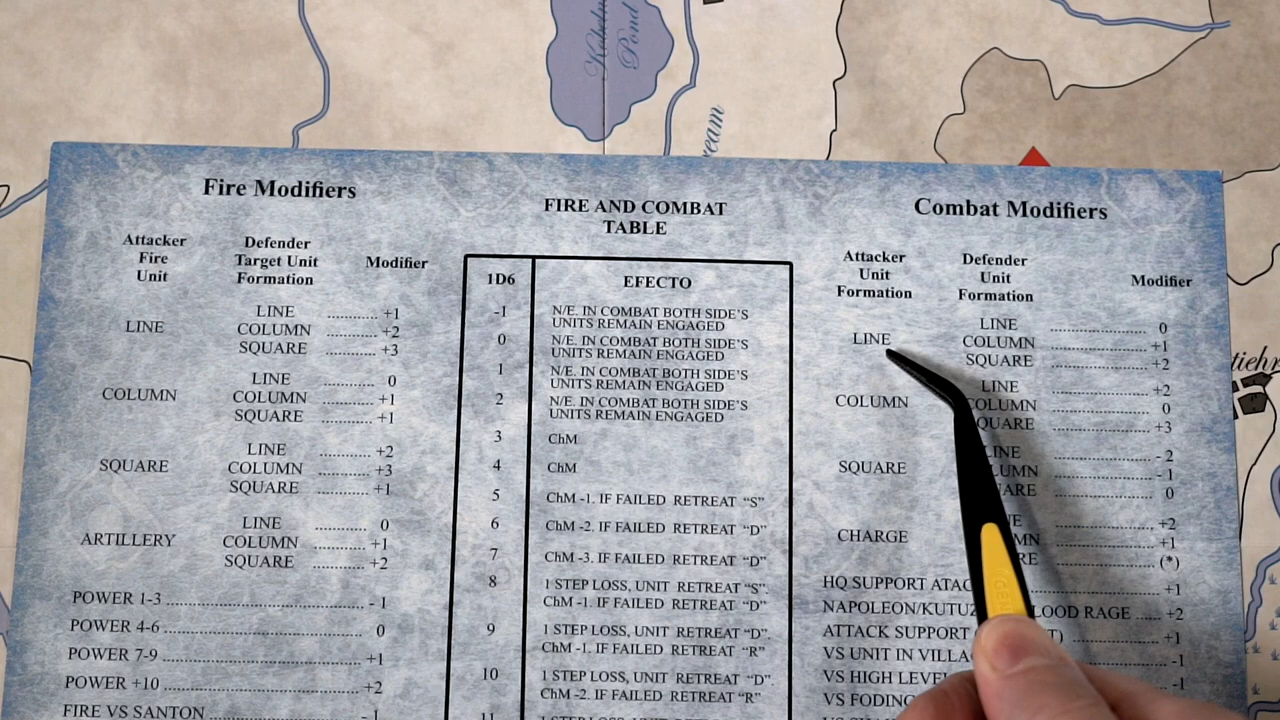 Pond
Fire Modifiers
Attacker
Fire
Unit
Defender
Target Unit
Formation
Modifier
LINE
LINE ........... +1
COLUMN ........... +2
SQUARE ........... +3
COLUMN
LINE ........... 0
COLUMN ........... +1
SQUARE ........... +1
SQUARE
LINE ........... +2
COLUMN ........... +3
SQUARE ........... +1
ARTILLERY
LINE ........... 0
COLUMN ........... +1
SQUARE ........... +2
POWER 1-3 ........... - 1
POWER 4-6 ........... 0
POWER 7-9 ........... +1
POWER +10 ........... +2
FIRE VS SANTON ........... - 1
FIRE AND COMBAT
TABLE
1D6 EFECTO
-1 N/E. IN COMBAT BOTH SIDE'S
UNITS REMAIN ENGAGED
0 N/E. IN COMBAT BOTH SIDE'S
UNITS REMAIN ENGAGED
1 N/E. IN COMBAT BOTH SIDE'S
UNITS REMAIN ENGAGED
2 N/E. IN COMBAT BOTH SIDE'S
UNITS REMAIN ENGAGED
3 ChM
4 ChM
5 ChM -1. IF FAILED RETREAT “S”
6 ChM -2. IF FAILED RETREAT “D”
7 ChM -3. IF FAILED RETREAT “D”
8 1 STEP LOSS, UNIT RETREAT “S”.
ChM -1. IF FAILED RETREAT “D”
9 1 STEP LOSS, UNIT RETREAT “D”.
ChM -1. IF FAILED RETREAT “R”
10 1 STEP LOSS, UNIT RETREAT “D”.
ChM -2. IF FAILED RETREAT “R”
11
Combat Modifiers
Attacker
Unit
Formation
Defender
Unit
Formation
Modifier
LINE
LINE ........... 0
COLUMN ........... +1
SQUARE ........... +2
COLUMN
LINE ........... +2
COLUMN ........... 0
SQUARE ........... +3
SQUARE
LINE ........... - 2
........... - 1
........... 0
CHARGE
........... +2
........... +1
........... (*)
HQ SUPPORT +1
BLOOD RAGE ...... +2
ATTACK SUPPORT ........... +1
VS UNIT IN ........... -1
VS HIGH ........... -1
VS